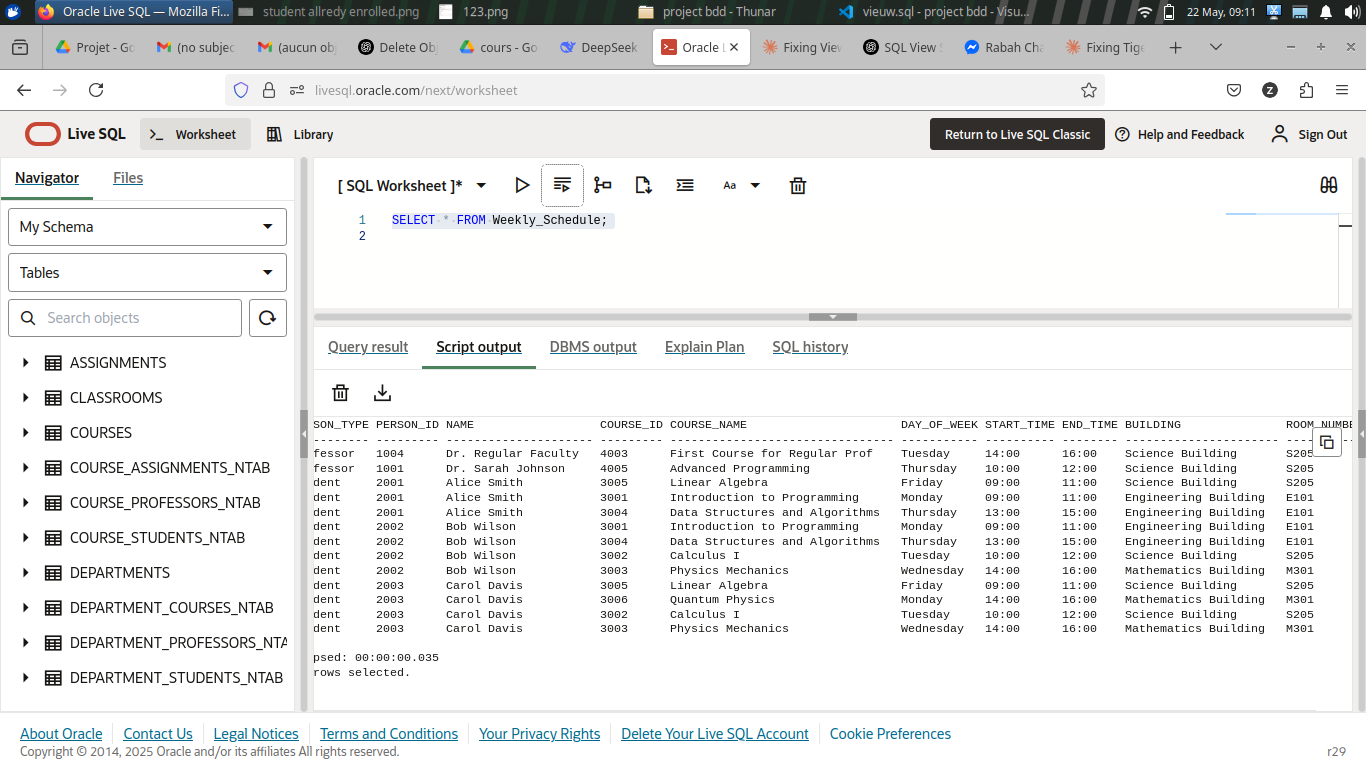 Oracle Live SQL — Mozilla Fi... student allredy enrolled.png 123.png project bdd - Thunar vieuw.sql - project bdd - Visu... 22 May, 09:11
Projet - Go (no subjec (aucun obj Delete Obj cours - Go DeepSeek Oracle L Fixing View SQL View S Rabah Cha Fixing Tige
livesql.oracle.com/next/worksheet Z
Live SQL Worksheet Library Return to Live SQL Classic Help and Feedback Sign Out
Navigator Files
[ SQL Worksheet ]* Aa
My Schema
1 SELECT * FROM Weekly_Schedule;
2
Tables
Search objects
Query result Script output DBMS output Explain Plan SQL history
ASSIGNMENTS
CLASSROOMS
COURSES
COURSE_ASSIGNMENTS_NTAB
COURSE_PROFESSORS_NTAB
COURSE_STUDENTS_NTAB
DEPARTMENTS
DEPARTMENT_COURSES_NTAB
DEPARTMENT_PROFESSORS_NTA
DEPARTMENT_STUDENTS_NTAB
SON_TYPE PERSON_ID NAME COURSE_ID COURSE_NAME DAY_OF_WEEK START_TIME END_TIME BUILDING ROOM_NUMBE
-------- --------- --------------------- --------- -------------------------------- ----------- ---------- -------- ---------------------- ----------
fessor 1004 Dr. Regular Faculty 4003 First Course for Regular Prof Tuesday 14:00 16:00 Science Building S205
fessor 1001 Dr. Sarah Johnson 4005 Advanced Programming Thursday 10:00 12:00 Science Building S205
dent 2001 Alice Smith 3005 Linear Algebra Friday 09:00 11:00 Science Building S205
dent 2001 Alice Smith 3001 Introduction to Programming Monday 09:00 11:00 Engineering Building E101
dent 2001 Alice Smith 3004 Data Structures and Algorithms Thursday 13:00 15:00 Engineering Building E101
dent 2002 Bob Wilson 3001 Introduction to Programming Monday 09:00 11:00 Engineering Building E101
dent 2002 Bob Wilson 3004 Data Structures and Algorithms Thursday 13:00 15:00 Engineering Building E101
dent 2002 Bob Wilson 3002 Calculus I Tuesday 10:00 12:00 Science Building S205
dent 2002 Bob Wilson 3003 Physics Mechanics Wednesday 14:00 16:00 Mathematics Building M301
dent 2003 Carol Davis 3005 Linear Algebra Friday 09:00 11:00 Science Building S205
dent 2003 Carol Davis 3006 Quantum Physics Monday 14:00 16:00 Mathematics Building M301
dent 2003 Carol Davis 3002 Calculus I Tuesday 10:00 12:00 Science Building S205
dent 2003 Carol Davis 3003 Physics Mechanics Wednesday 14:00 16:00 Mathematics Building M301
psed: 00:00:00.035
rows selected.
About Oracle Contact Us Legal Notices Terms and Conditions Your Privacy Rights Delete Your Live SQL Account Cookie Preferences
Copyright © 2014, 2025 Oracle and/or its affiliates All rights reserved. r29